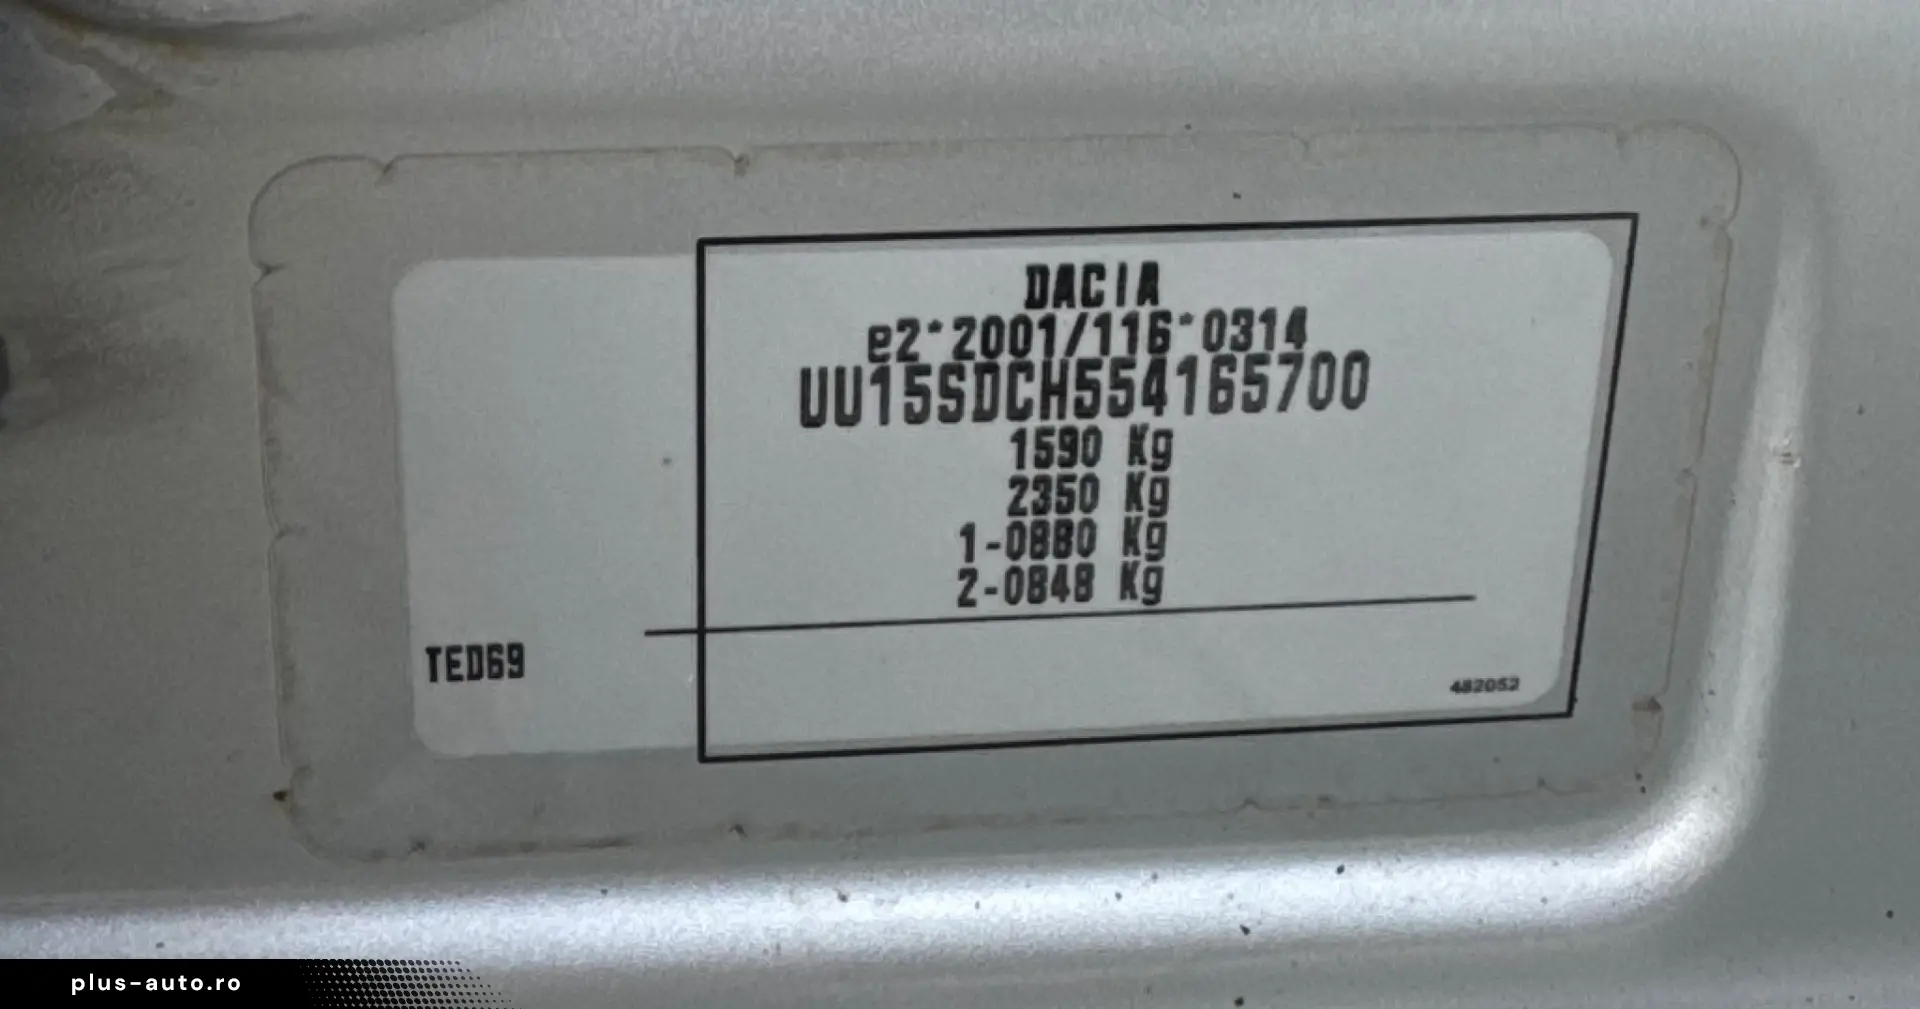 DACIA
e2*2001/116*0314
UU15SDCH554165700
1590 Kg
2350 Kg
1-0880 Kg
2-0848 Kg
TED69
482052
plus-auto.ro